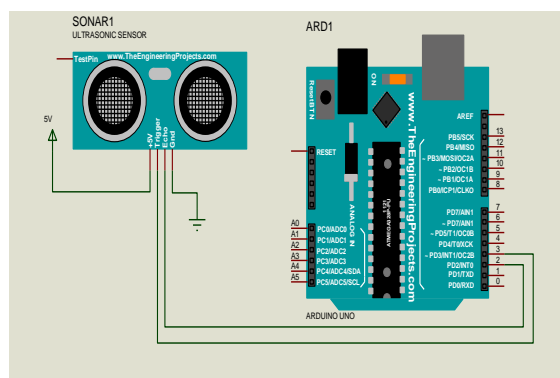 SONAR1
ULTRASONIC SENSOR
TestPin
www.TheEngineeringProjects.com
+5V
Trigger
Echo
Gnd
5V
ARD1
ON
ResetBTN
www.TheEngineeringProjects.com
RESET
ANALOG IN
A0 PC0/ADC0
A1 PC1/ADC1
A2 PC2/ADC2
A3 PC3/ADC3
A4 PC4/ADC4/SDA
A5 PC5/ADC5/SCL
AREF
PB5/SCK 13
PB4/MISO 12
~ PB3/MOSI/OC2A 11
~ PB2/OC1B 10
~ PB1/OC1A 9
PB0/ICP1/CLKO 8
PD7/AIN1 7
~ PD7/AIN1 6
~ PD5/T1/OC0B 5
PD4/T0/XCK 4
~ PD3/INT1/OC2B 3
PD2/INT0 2
PD1/TXD 1
PD0/RXD 0
ARDUINO UNO